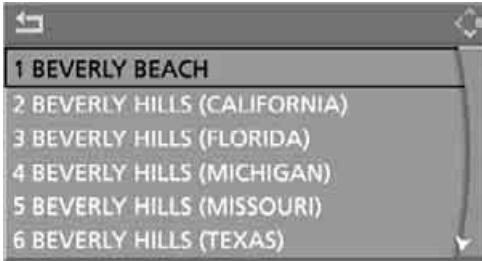 1 BEVERLY BEACH
2 BEVERLY HILLS (CALIFORNIA)
3 BEVERLY HILLS (FLORIDA)
4 BEVERLY HILLS (MICHIGAN)
5 BEVERLY HILLS (MISSOURI)
6 BEVERLY HILLS (TEXAS)